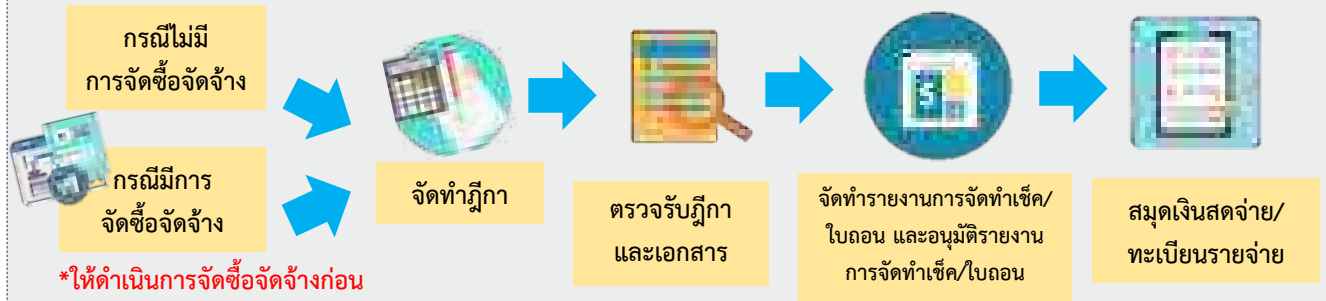 กรณีไม่มี
การจัดซื้อจัดจ้าง
กรณีมีการ
จัดซื้อจัดจ้าง
*ให้ดำเนินการจัดซื้อจัดจ้างก่อน
จัดทำฎีกา
ตรวจรับฎีกา
และเอกสาร
จัดทำรายงานการจัดทำเช็ค/
ใบถอน และอนุมัติรายงาน
การจัดทำเช็ค/ใบถอน
สมุดเงินสดจ่าย/
ทะเบียนรายจ่าย